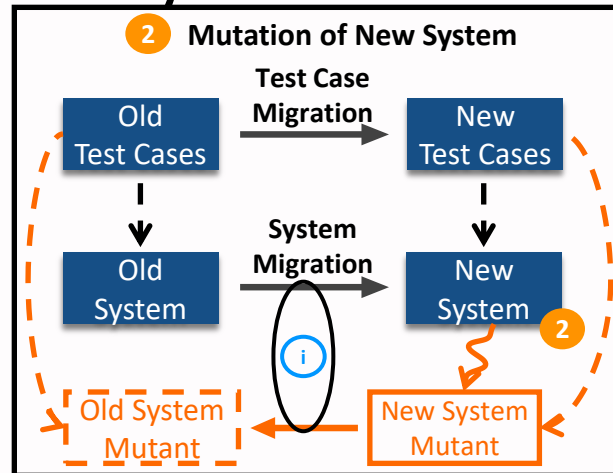 2 Mutation of New System
Test Case
Migration
Old
Test Cases
New
Test Cases
System
Migration
Old
System
New
System
2
i
Old System
Mutant
New System
Mutant